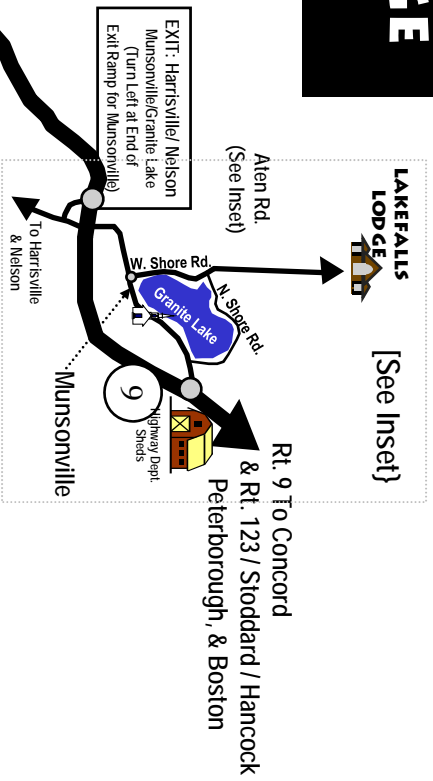 GE
LAKEFALLS
LODGE
[See Inset}
EXIT: Harrisville/ Nelson
Munsonville/Granite Lake
(Turn Left at End of
Exit Ramp for Munsonville)
Aten Rd.
(See Inset)
W. Shore Rd.
N. Shore Rd.
Granite Lake
To Harrisville
& Nelson
Munsonville
9
Highway Dept.
Sheds
Rt. 9 To Concord
& Rt. 123 / Stoddard / Hancock
Peterborough, & Boston